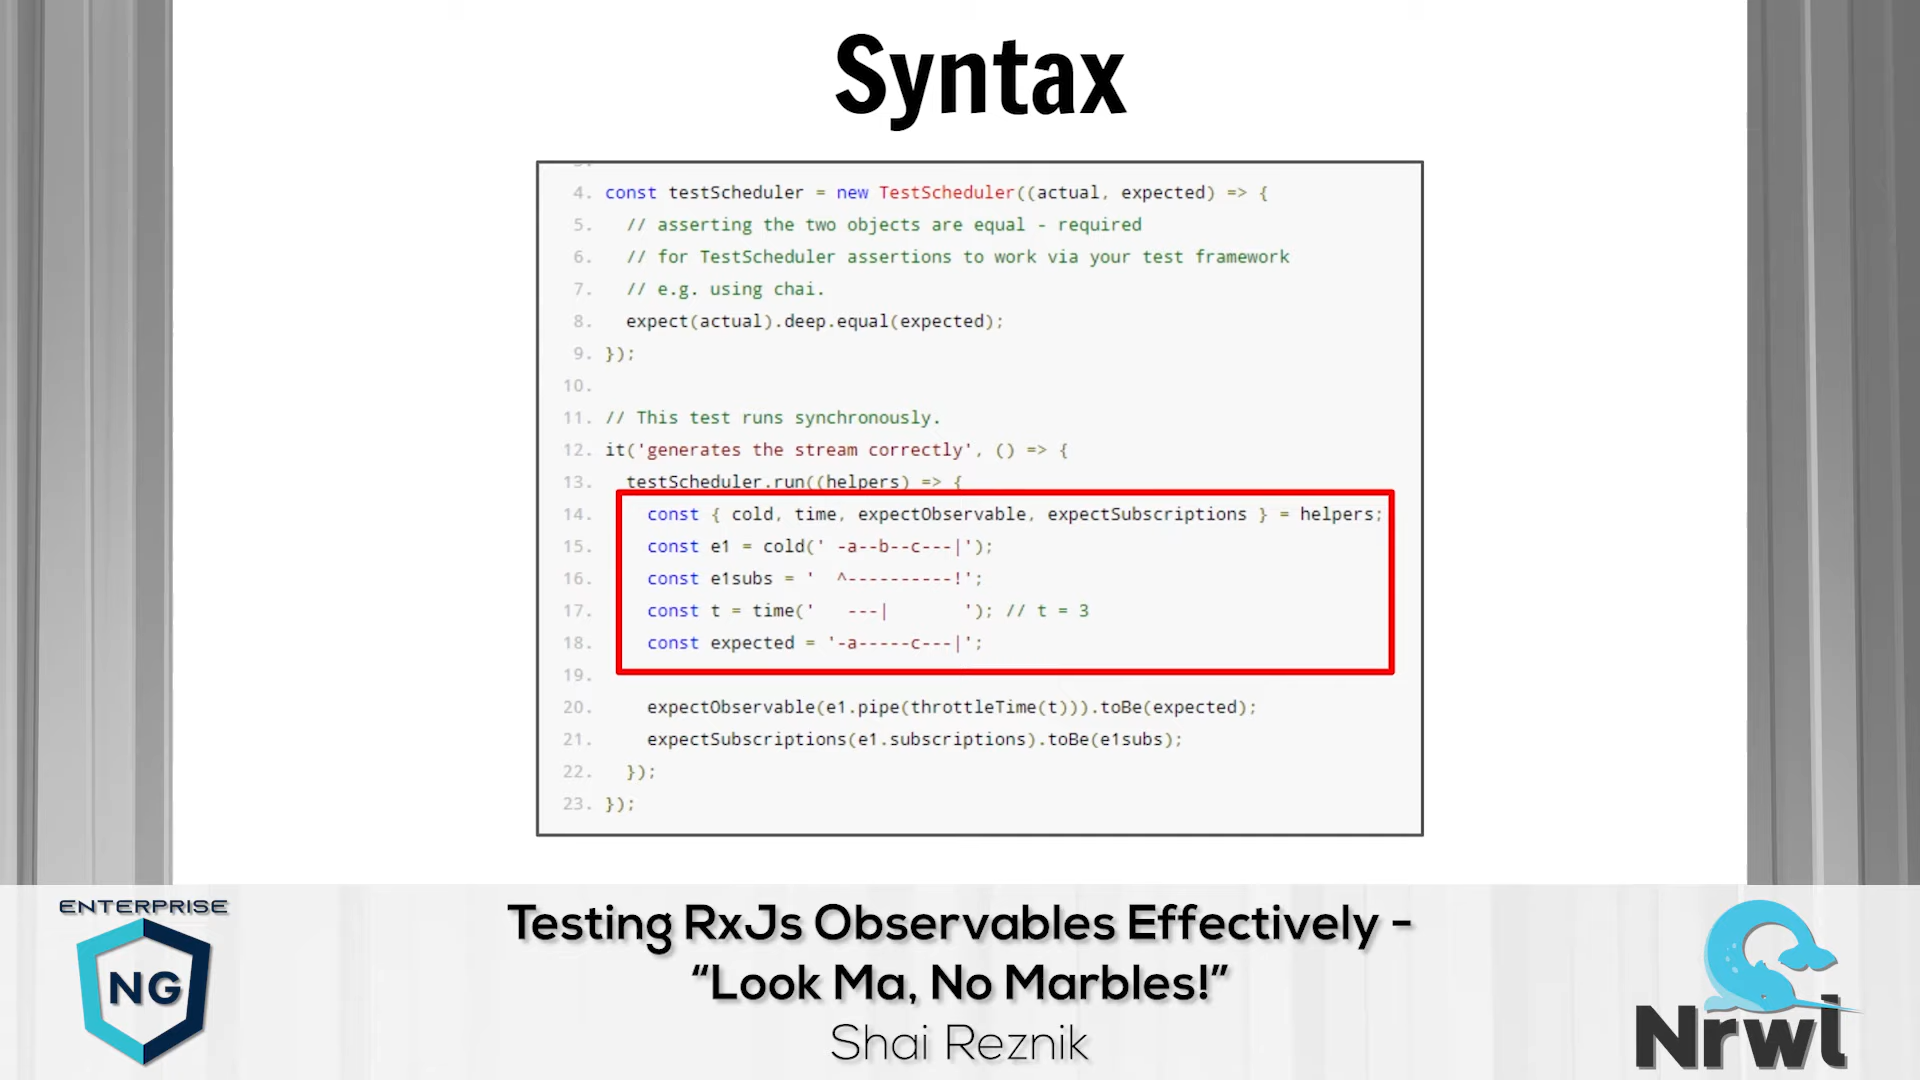 Syntax
4. const testScheduler = new TestScheduler((actual, expected) => {
5. // asserting the two objects are equal - required
6. // for TestScheduler assertions to work via your test framework
7. // e.g. using chai.
8. expect(actual).deep.equal(expected);
9. });
10.
11. // This test runs synchronously.
12. it('generates the stream correctly', () => {
13. testScheduler.run((helpers) => {
14. const { cold, time, expectObservable, expectSubscriptions } = helpers;
15. const e1 = cold(' -a--b--c---|');
16. const e1subs = '  ^----------!';
17. const t = time('   ---|       '); // t = 3
18. const expected = '-a-----c---|';
19.
20. expectObservable(e1.pipe(throttleTime(t))).toBe(expected);
21. expectSubscriptions(e1.subscriptions).toBe(e1subs);
22. });
23. });
ENTERPRISE
NG
Testing RxJs Observables Effectively -
“Look Ma, No Marbles!”
Shai Reznik
Nrwl